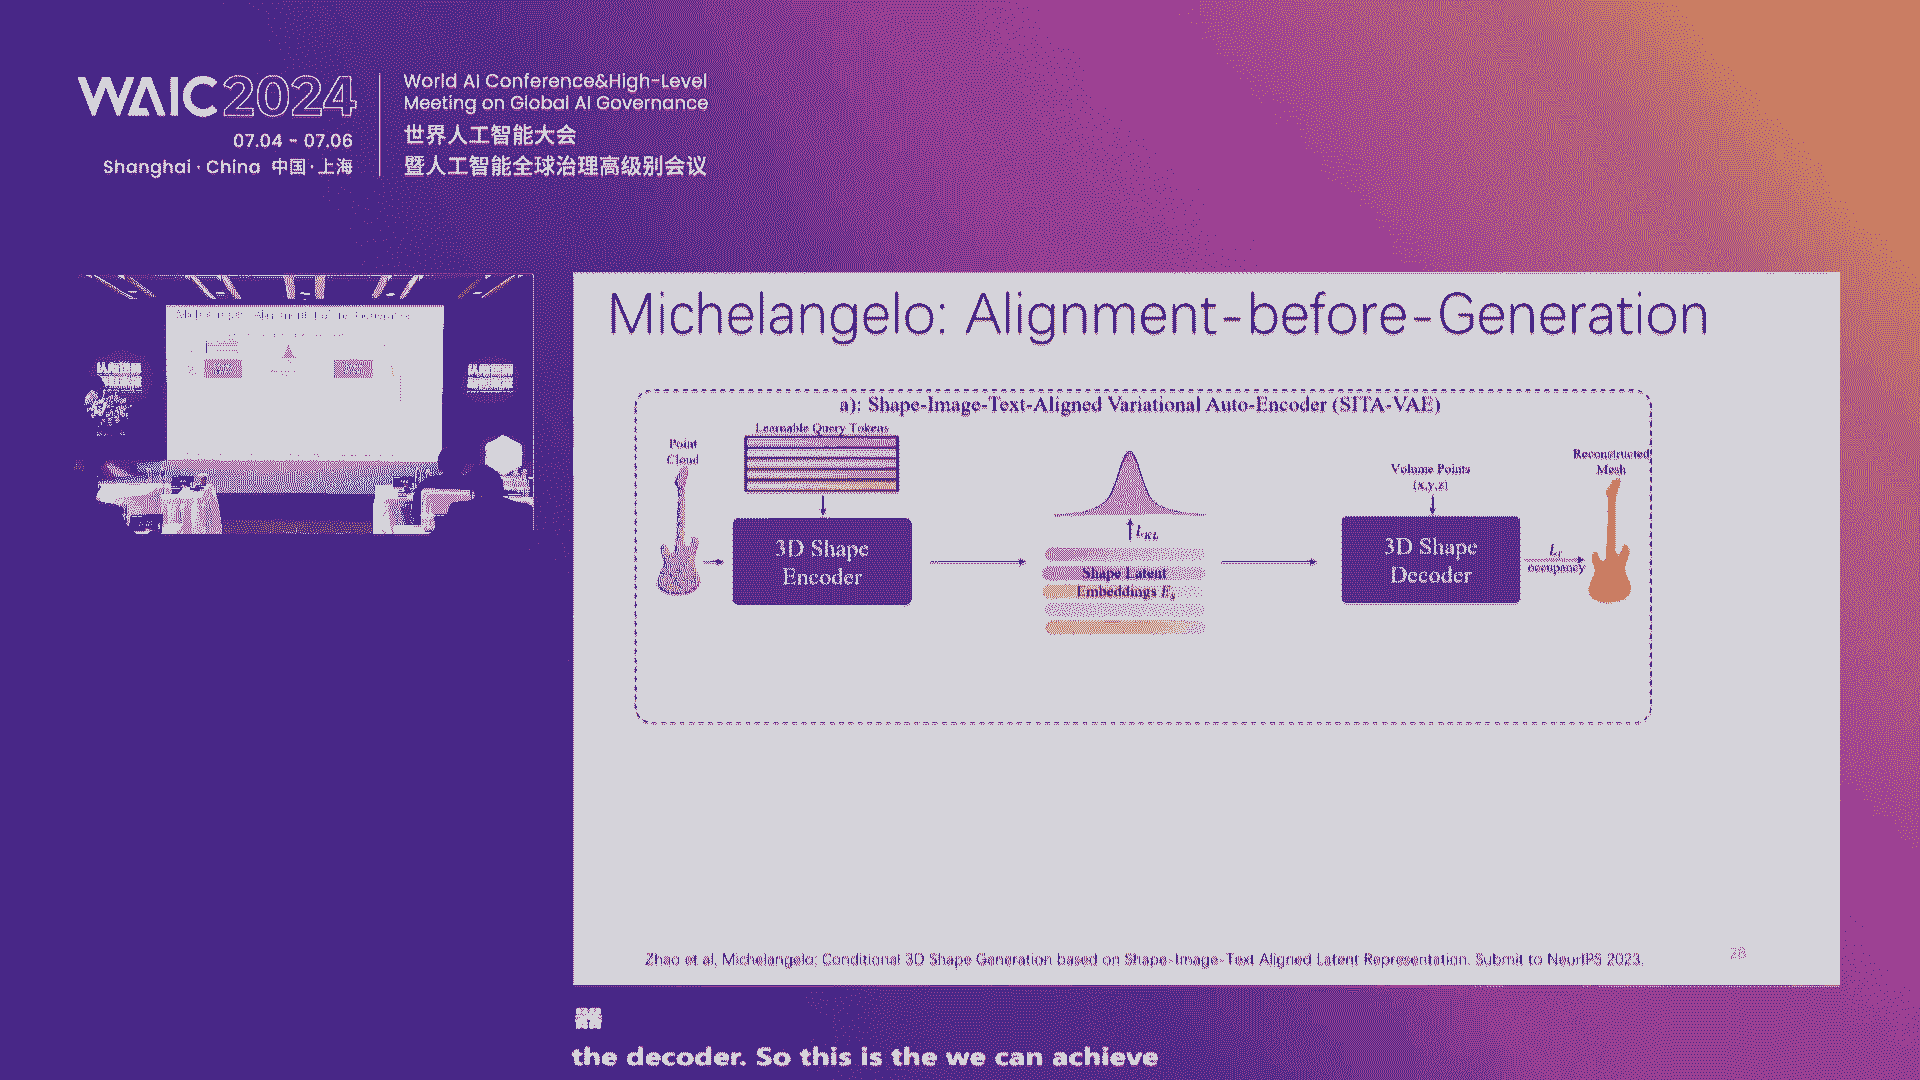 WAIC 2024
07.04 - 07.06
Shanghai · China 中国·上海
World AI Conference&High-Level
Meeting on Global AI Governance
世界人工智能大会
暨人工智能全球治理高级别会议
Michelangelo: Alignment-before-Generation
a): Shape-Image-Text-Aligned Variational Auto-Encoder (SITA-VAE)
Learnable Query Tokens
Point
Cloud
3D Shape
Encoder
L_KL
Shape Latent
Embeddings E_s
Volume Points
(x,y,z)
3D Shape
Decoder
L_r
occupancy
Reconstructed
Mesh
Zhao et al, Michelangelo: Conditional 3D Shape Generation based on Shape-Image-Text Aligned Latent Representation. Submit to NeurIPS 2023.
28
器
the decoder. So this is the we can achieve